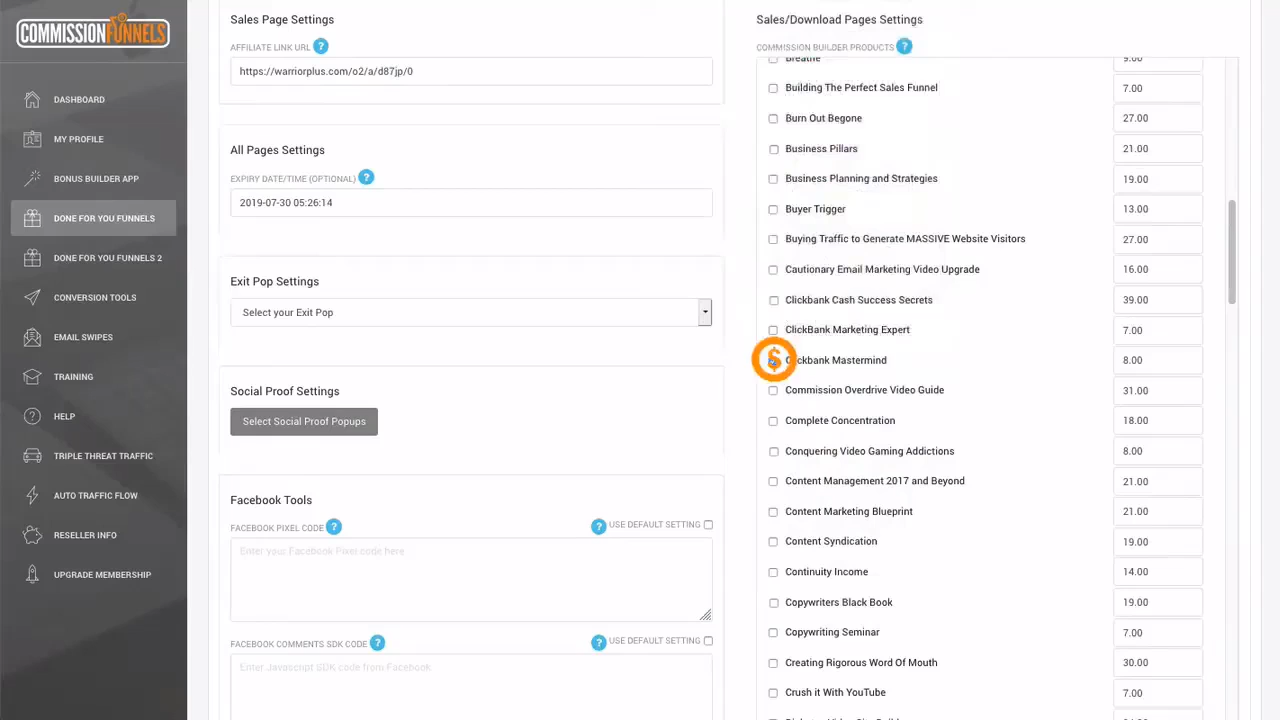 COMMISSIONFUNNELS
DASHBOARD
MY PROFILE
BONUS BUILDER APP
DONE FOR YOU FUNNELS
DONE FOR YOU FUNNELS 2
CONVERSION TOOLS
EMAIL SWIPES
TRAINING
HELP
TRIPLE THREAT TRAFFIC
AUTO TRAFFIC FLOW
RESELLER INFO
UPGRADE MEMBERSHIP
Sales Page Settings
AFFILIATE LINK URL ?
https://warriorplus.com/o2/a/d87jp/0
All Pages Settings
EXPIRY DATE/TIME (OPTIONAL) ?
2019-07-30 05:26:14
Exit Pop Settings
Select your Exit Pop
Social Proof Settings
Select Social Proof Popups
Facebook Tools
FACEBOOK PIXEL CODE ? ? USE DEFAULT SETTING
Enter your Facebook Pixel code here
FACEBOOK COMMENTS SDK CODE ? ? USE DEFAULT SETTING
Enter Javascript SDK code from Facebook
Sales/Download Pages Settings
COMMISSION BUILDER PRODUCTS ?
Breathe 9.00
Building The Perfect Sales Funnel 7.00
Burn Out Begone 27.00
Business Pillars 21.00
Business Planning and Strategies 19.00
Buyer Trigger 13.00
Buying Traffic to Generate MASSIVE Website Visitors 27.00
Cautionary Email Marketing Video Upgrade 16.00
Clickbank Cash Success Secrets 39.00
ClickBank Marketing Expert 7.00
$ ckbank Mastermind 8.00
Commission Overdrive Video Guide 31.00
Complete Concentration 18.00
Conquering Video Gaming Addictions 8.00
Content Management 2017 and Beyond 21.00
Content Marketing Blueprint 21.00
Content Syndication 19.00
Continuity Income 14.00
Copywriters Black Book 19.00
Copywriting Seminar 7.00
Creating Rigorous Word Of Mouth 30.00
Crush it With YouTube 7.00